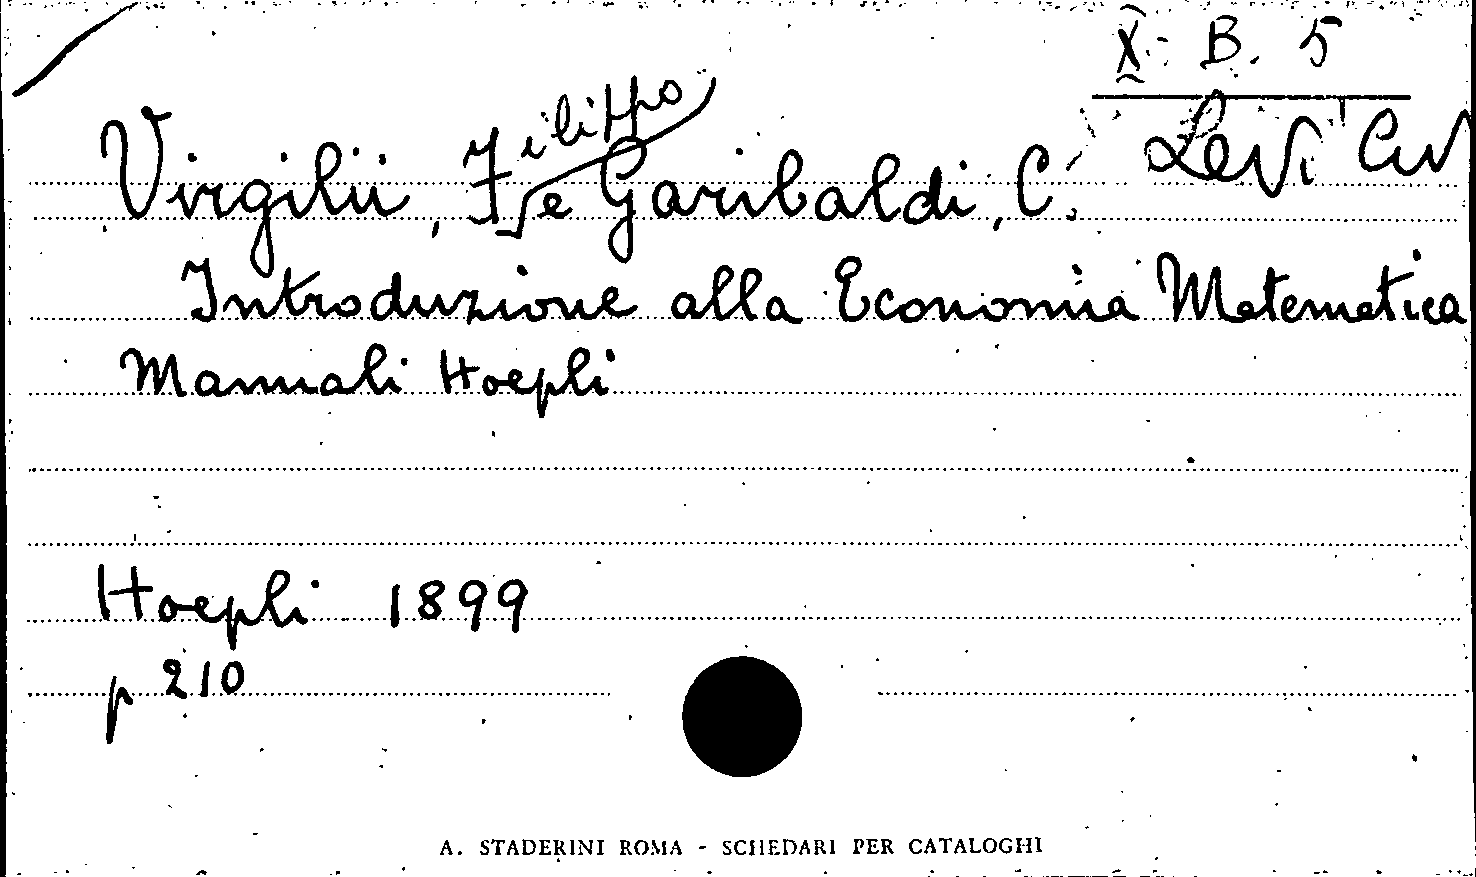 X. B. 5
Levi Civ
Virgilii, Filippo e Garibaldi, C.
Introduzione alla Economia Matematica
Manuali Hoepli
Hoepli 1899
p 210
A. STADERINI ROMA - SCHEDARI PER CATALOGHI